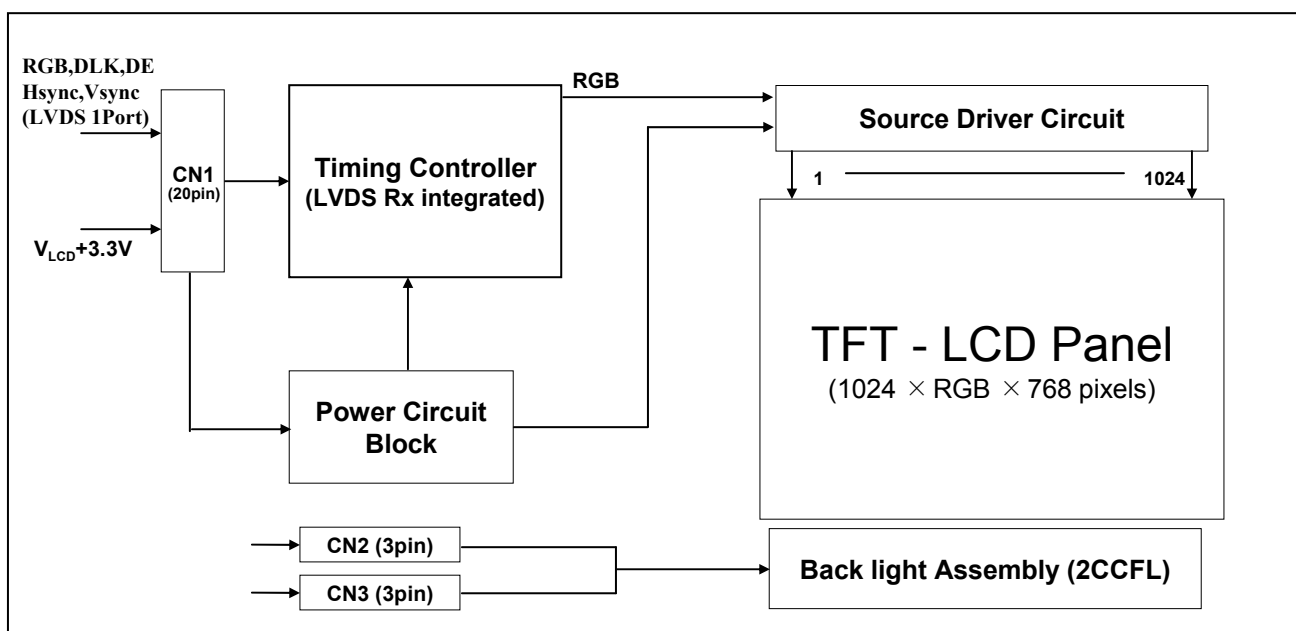 RGB,DLK,DE
Hsync,Vsync
(LVDS 1Port)
V_LCD+3.3V
CN1
(20pin)
Timing Controller
(LVDS Rx integrated)
RGB
Source Driver Circuit
1
1024
TFT - LCD Panel
(1024 × RGB × 768 pixels)
Power Circuit
Block
CN2 (3pin)
CN3 (3pin)
Back light Assembly (2CCFL)